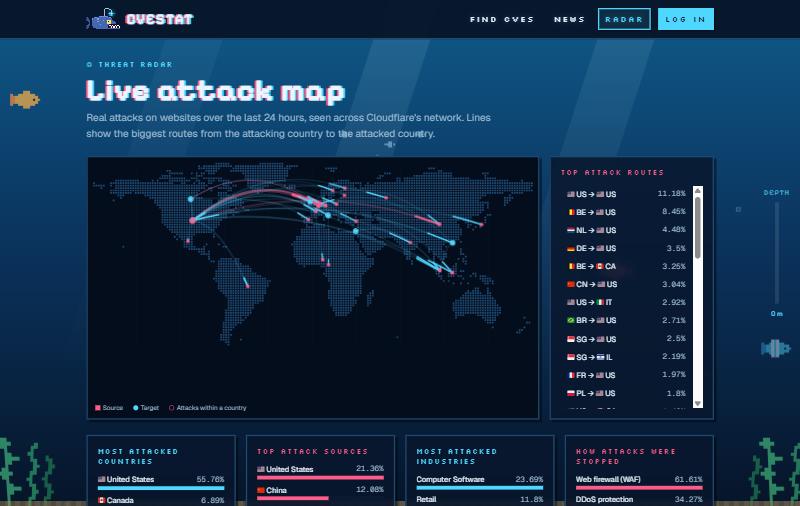 CVESTAT
FIND CVES
NEWS
RADAR
LOG IN
THREAT RADAR
Live attack map
Real attacks on websites over the last 24 hours, seen across Cloudflare's network. Lines
show the biggest routes from the attacking country to the attacked country.
Source
Target
Attacks within a country
TOP ATTACK ROUTES
US → US 11.18%
BE → US 8.45%
NL → US 4.48%
DE → US 3.5%
BE → CA 3.25%
CN → US 3.04%
US → IT 2.92%
BR → US 2.71%
SG → US 2.5%
SG → IL 2.19%
FR → US 1.97%
PL → US 1.8%
DEPTH
0m
MOST ATTACKED
COUNTRIES
United States 55.76%
Canada 6.89%
TOP ATTACK SOURCES
United States 21.36%
China 12.08%
MOST ATTACKED
INDUSTRIES
Computer Software 23.69%
Retail 11.8%
HOW ATTACKS WERE
STOPPED
Web firewall (WAF) 61.61%
DDoS protection 34.27%